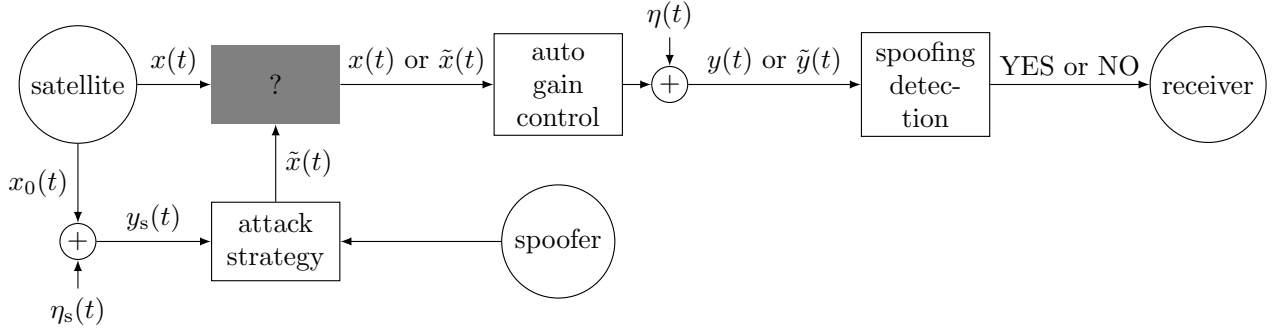 η(t)
satellite
x(t)
?
x(t) or x̃(t)
auto
gain
control
+
y(t) or ỹ(t)
spoofing
detec-
tion
YES or NO
receiver
x₀(t)
x̃(t)
+
yₛ(t)
attack
strategy
spoofer
ηₛ(t)